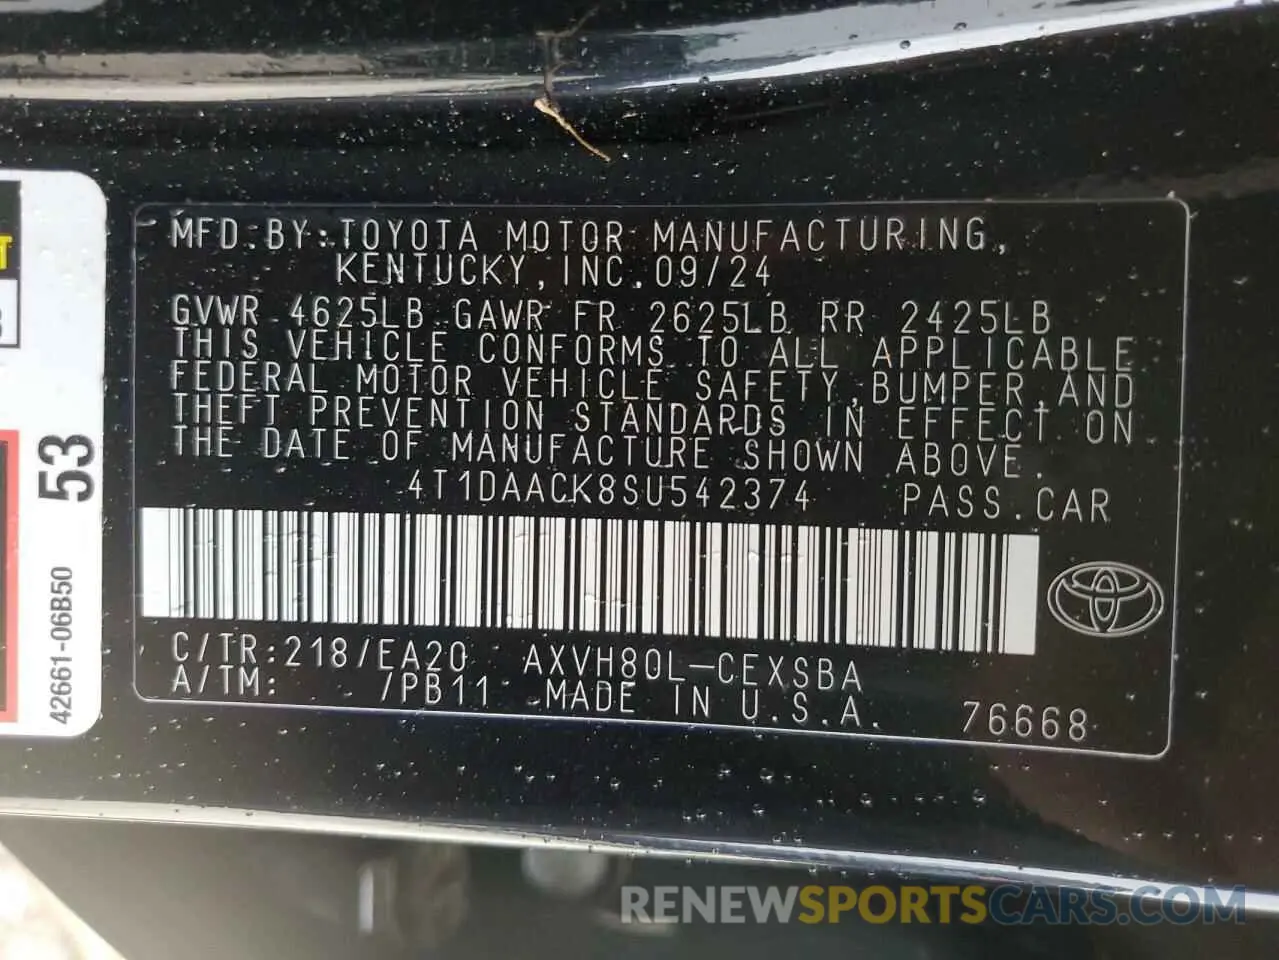 MFD.BY:TOYOTA MOTOR MANUFACTURING,
KENTUCKY,INC.09/24
GVWR 4625LB GAWR FR 2625LB RR 2425LB
THIS VEHICLE CONFORMS TO ALL APPLICABLE
FEDERAL MOTOR VEHICLE SAFETY,BUMPER,AND
THEFT PREVENTION STANDARDS IN EFFECT ON
THE DATE OF MANUFACTURE SHOWN ABOVE.
4T1DAACK8SU542374 PASS.CAR
C/TR:218/EA20 AXVH80L-CEXSBA
A/TM: /PB11 MADE IN U.S.A. 76668
53
42661-06B50
RENEWSPORTSCARS.COM